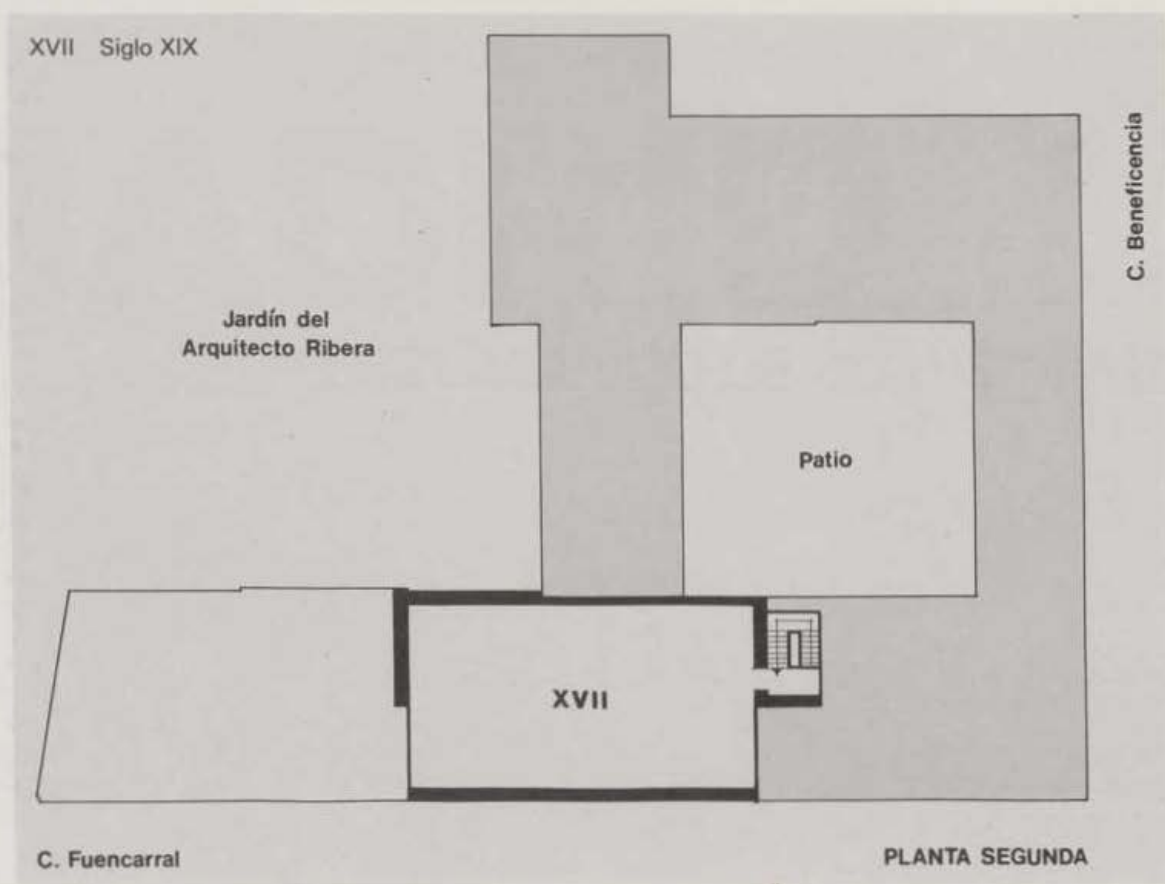 XVII Siglo XIX
C. Beneficencia
Jardín del
Arquitecto Ribera
Patio
XVII
C. Fuencarral
PLANTA SEGUNDA